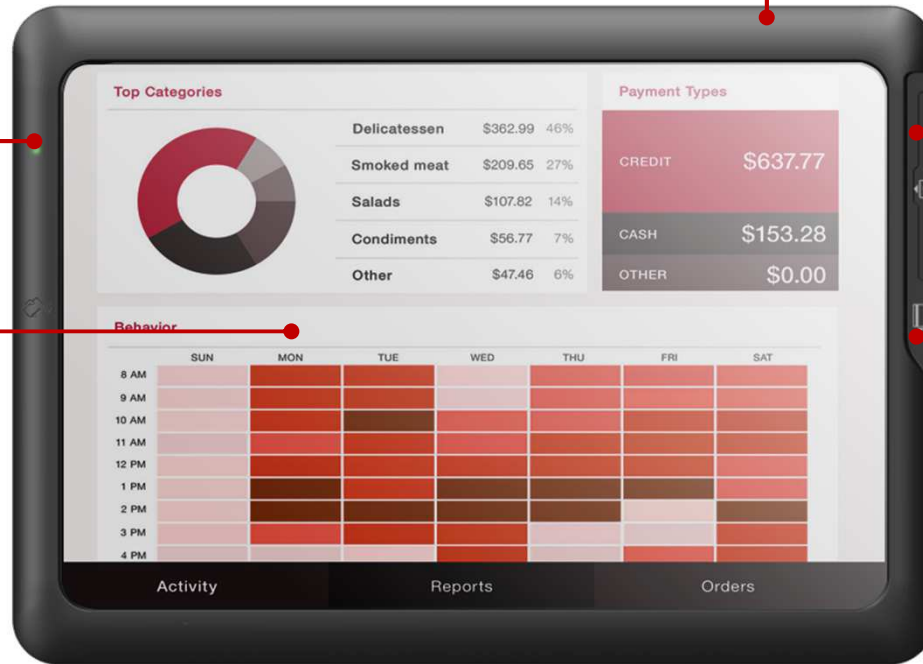 Top Categories
Delicatessen $362.99 46%
Smoked meat $209.65 27%
Salads $107.82 14%
Condiments $56.77 7%
Other $47.46 6%
Payment Types
CREDIT $637.77
CASH $153.28
OTHER $0.00
Behavior
SUN MON TUE WED THU FRI SAT
8 AM
9 AM
10 AM
11 AM
12 PM
1 PM
2 PM
3 PM
4 PM
Activity Reports Orders